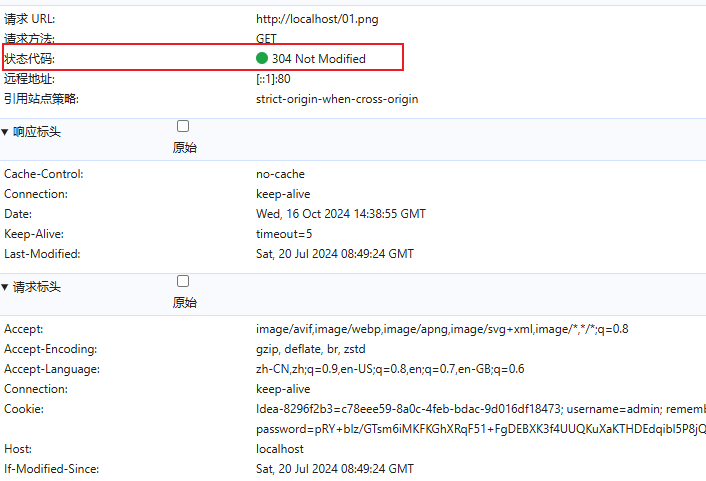 请求 URL: http://localhost/01.png
请求方法: GET
状态代码: 304 Not Modified
远程地址: [::1]:80
引用站点策略: strict-origin-when-cross-origin
响应标头
原始
Cache-Control: no-cache
Connection: keep-alive
Date: Wed, 16 Oct 2024 14:38:55 GMT
Keep-Alive: timeout=5
Last-Modified: Sat, 20 Jul 2024 08:49:24 GMT
请求标头
原始
Accept: image/avif,image/webp,image/apng,image/svg+xml,image/*,*/*;q=0.8
Accept-Encoding: gzip, deflate, br, zstd
Accept-Language: zh-CN,zh;q=0.9,en-US;q=0.8,en;q=0.7,en-GB;q=0.6
Connection: keep-alive
Cookie: Idea-8296f2b3=c78eee59-8a0c-4feb-bdac-9d016df18473; username=admin; rememb
password=pRY+blz/GTsm6iMKFKGhXRqF51+FgDEBXK3f4UUQKuXaKTHDEdqibI5P8jQ
Host: localhost
If-Modified-Since: Sat, 20 Jul 2024 08:49:24 GMT